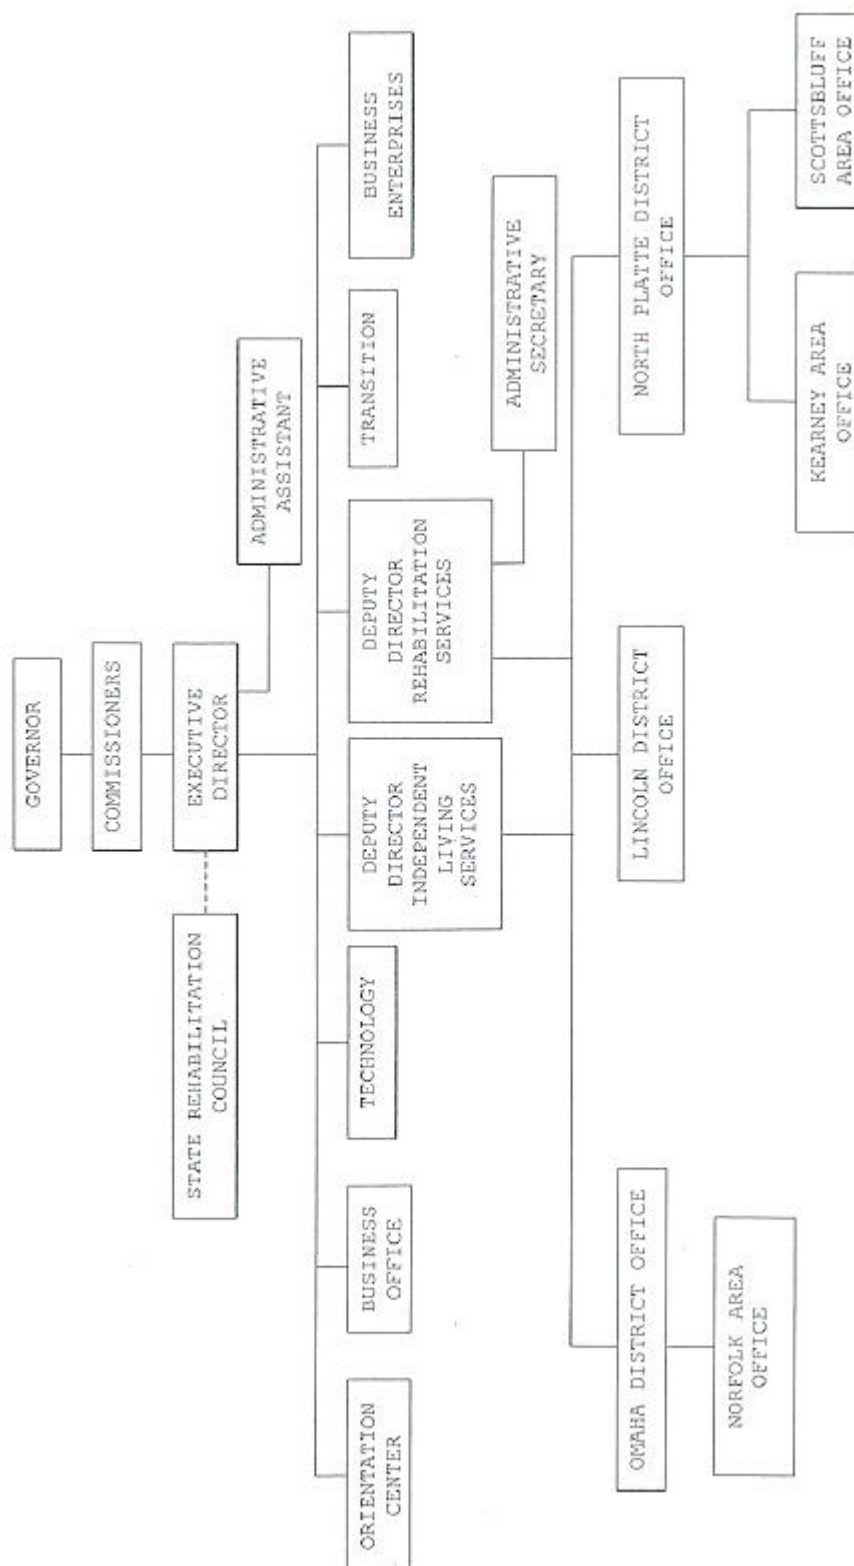 GOVERNOR
COMMISSIONERS
STATE REHABILITATION
COUNCIL
EXECUTIVE
DIRECTOR
ADMINISTRATIVE
ASSISTANT
ORIENTATION
CENTER
BUSINESS
OFFICE
TECHNOLOGY
DEPUTY
DIRECTOR
INDEPENDENT
LIVING
SERVICES
DEPUTY
DIRECTOR
REHABILITATION
SERVICES
TRANSITION
BUSINESS
ENTERPRISES
ADMINISTRATIVE
SECRETARY
OMAHA DISTRICT OFFICE
LINCOLN DISTRICT
OFFICE
NORTH PLATTE DISTRICT
OFFICE
NORFOLK AREA
OFFICE
KEARNEY AREA
OFFICE
SCOTTSBLUFF
AREA OFFICE